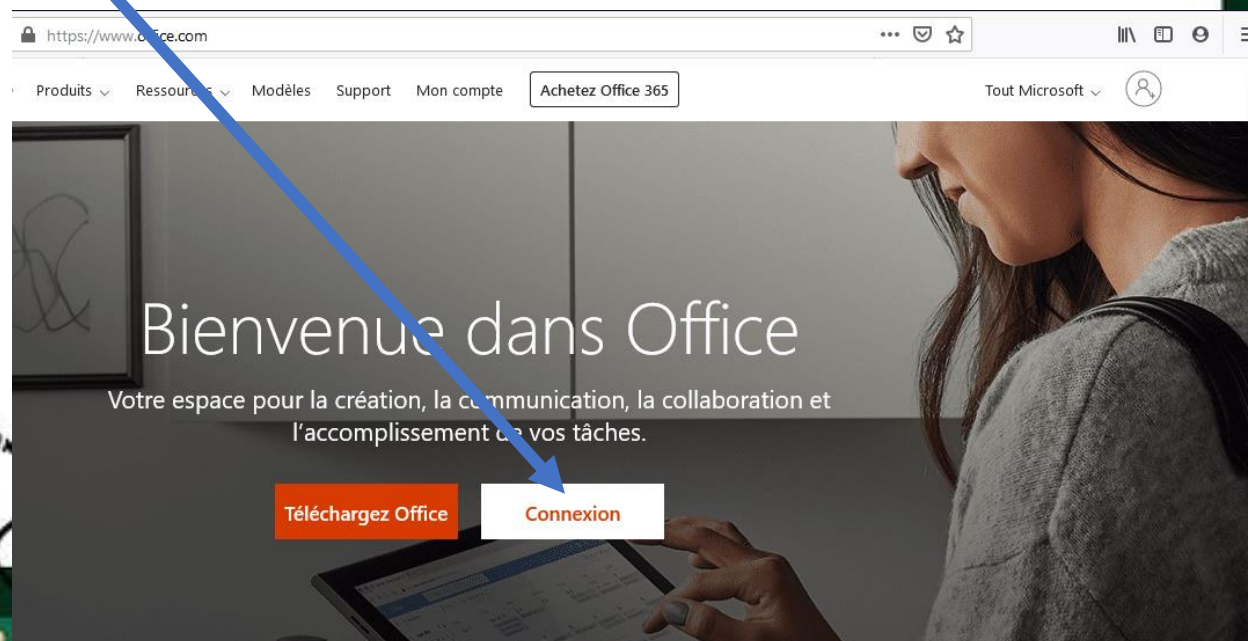 https://www.office.com
Produits
Ressources
Modèles
Support
Mon compte
Achetez Office 365
Tout Microsoft
Bienvenue dans Office
Votre espace pour la création, la communication, la collaboration et
l'accomplissement de vos tâches.
Téléchargez Office
Connexion